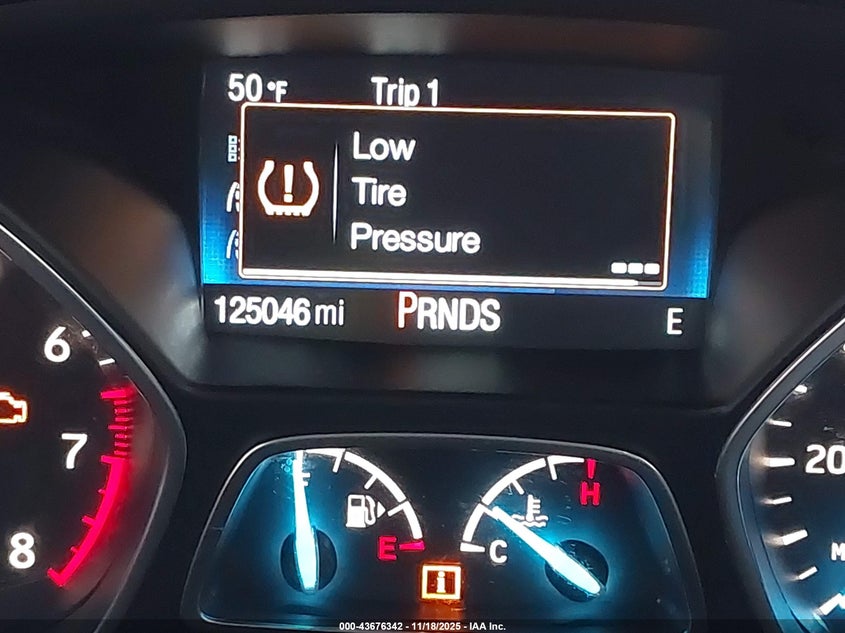 50°F Trip 1
Low
Tire
Pressure
125046 mi PRNDS E
6
7
8
F
E
C
H
i
20
M
000-43676342 - 11/18/2025 - IAA Inc.